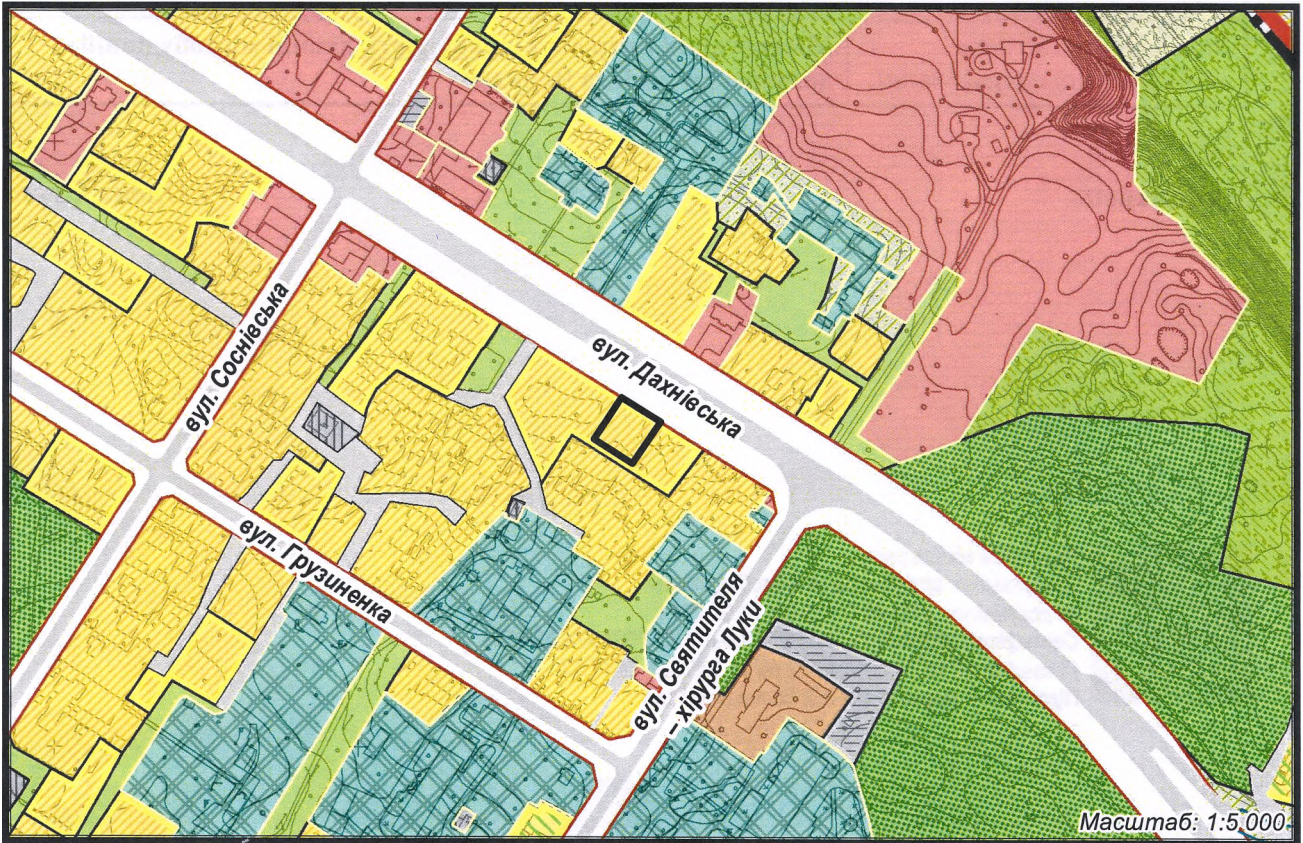 вул. Соснівська
вул. Дахнівська
вул. Грузиненка
вул. Святителя
– хірурга Луки
Масштаб: 1:5 000